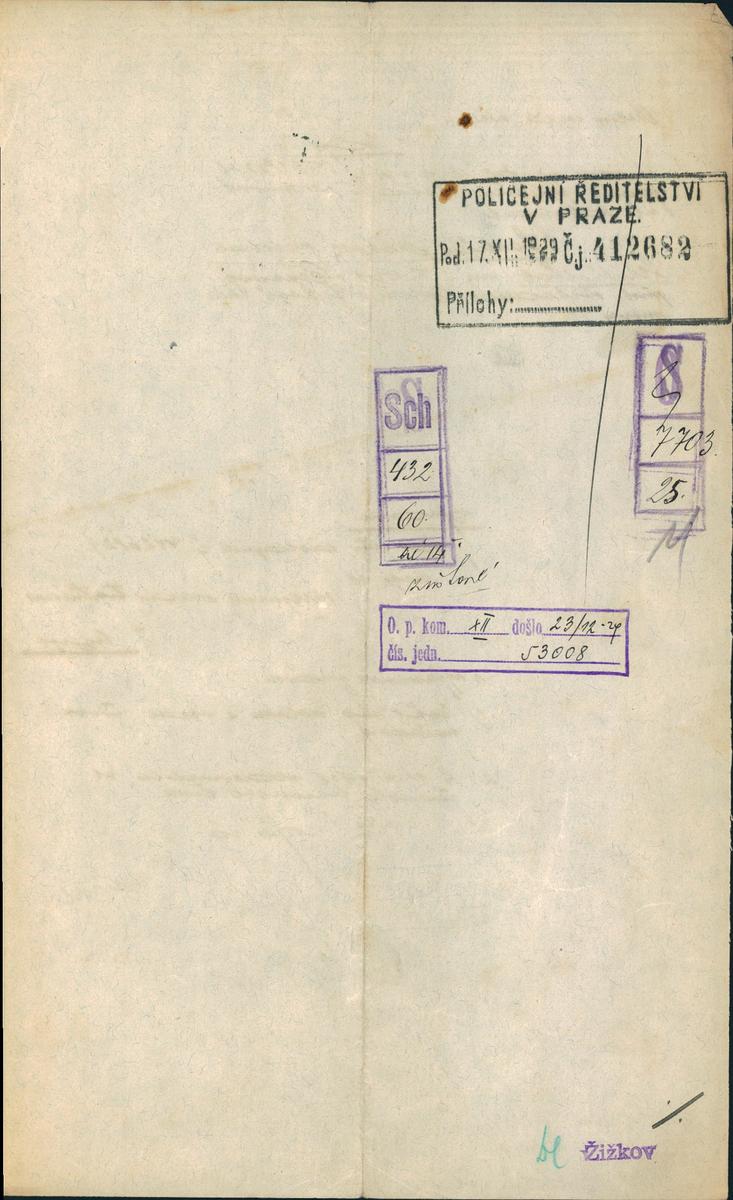 POLICEJNÍ ŘEDITELSTVÍ
V PRAZE.
Pod. 17. XII. 1929 Čj. 412682
Přílohy:
S
7703
25.
Sch
432
60.
O. p. kom. XII došlo 23/12-29
čís. jedn. 53008
Žižkov